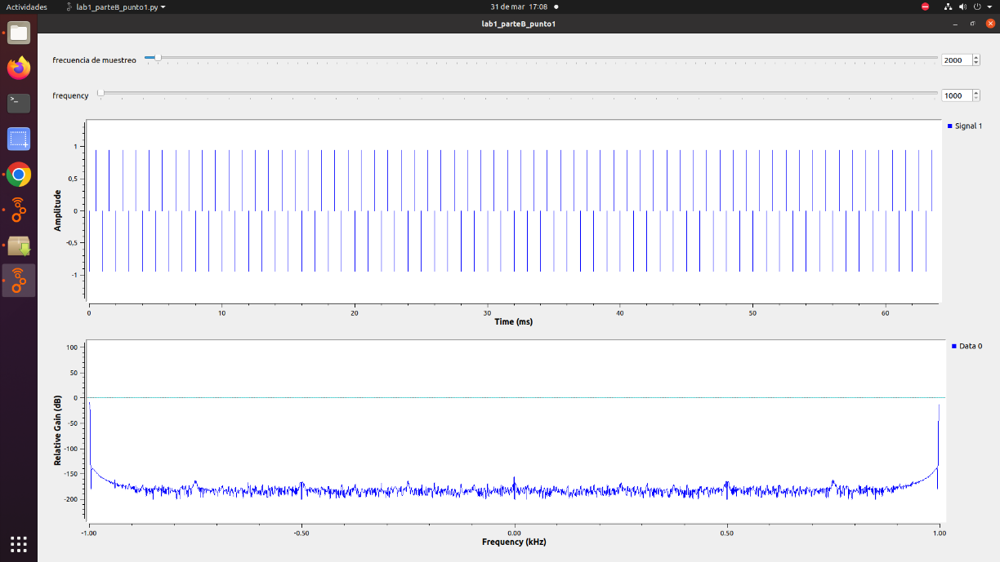 Actividades lab1_parteB_punto1.py 31 de mar 17:08
lab1_parteB_punto1
frecuencia de muestreo 2000
frequency 1000
Signal 1
Amplitude
1
0,5
0
-0,5
-1
0 10 20 30 40 50 60
Time (ms)
Data 0
Relative Gain (dB)
100
50
0
-50
-100
-150
-200
-1.00 -0.50 0.00 0.50 1.00
Frequency (kHz)